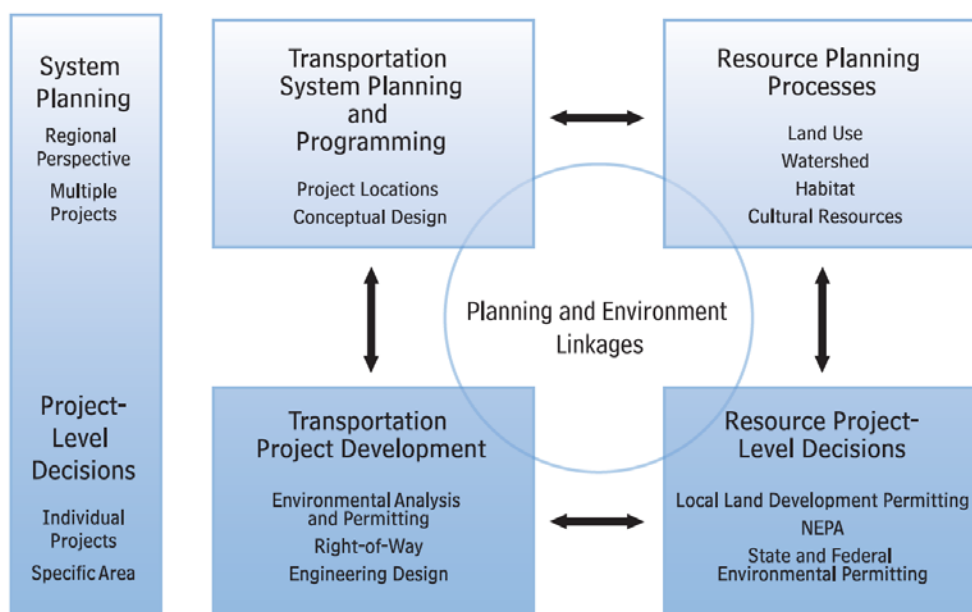 System
Planning
Regional
Perspective
Multiple
Projects
Project-
Level
Decisions
Individual
Projects
Specific Area
Transportation
System Planning
and
Programming
Project Locations
Conceptual Design
Resource Planning
Processes
Land Use
Watershed
Habitat
Cultural Resources
Planning and Environment
Linkages
Transportation
Project Development
Environmental Analysis
and Permitting
Right-of-Way
Engineering Design
Resource Project-
Level Decisions
Local Land Development Permitting
NEPA
State and Federal
Environmental Permitting